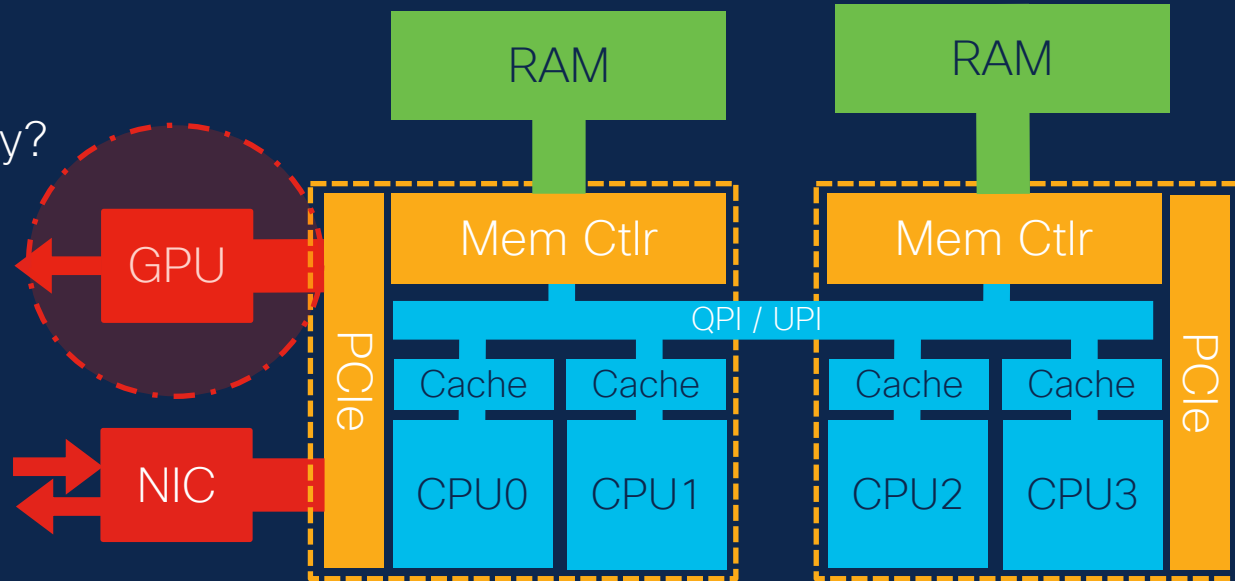 RAM
RAM
y?
Mem Ctlr
Mem Ctlr
GPU
QPI / UPI
PCIe
PCIe
Cache
Cache
Cache
Cache
NIC
CPU0
CPU1
CPU2
CPU3